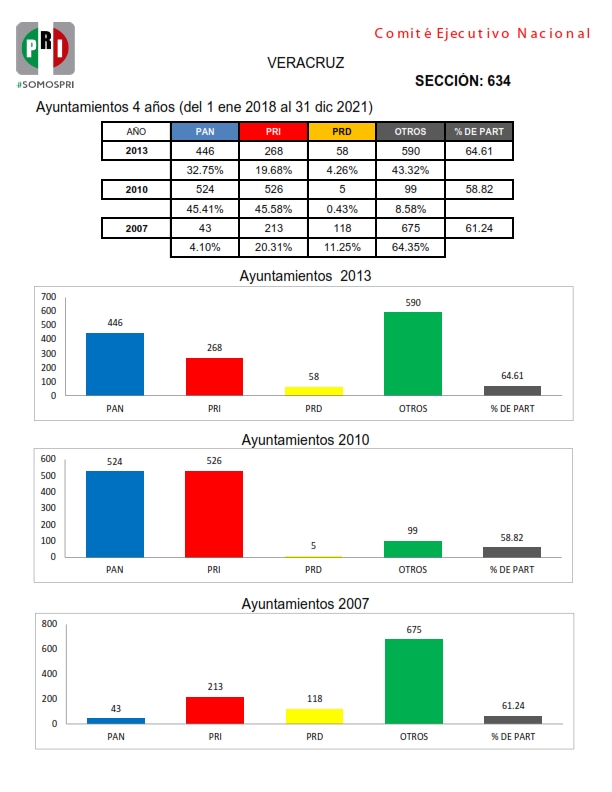 Comité Ejecutivo Nacional
PRI
#SOMOSPRI
VERACRUZ
SECCIÓN: 634
Ayuntamientos 4 años (del 1 ene 2018 al 31 dic 2021)
AÑO PAN PRI PRD OTROS % DE PART
2013 446 268 58 590 64.61
32.75% 19.68% 4.26% 43.32%
2010 524 526 5 99 58.82
45.41% 45.58% 0.43% 8.58%
2007 43 213 118 675 61.24
4.10% 20.31% 11.25% 64.35%
Ayuntamientos 2013
700
600
500
400
300
200
100
0
446 268 58 590 64.61
PAN PRI PRD OTROS % DE PART
Ayuntamientos 2010
600
500
400
300
200
100
0
524 526 5 99 58.82
PAN PRI PRD OTROS % DE PART
Ayuntamientos 2007
800
600
400
200
0
43 213 118 675 61.24
PAN PRI PRD OTROS % DE PART